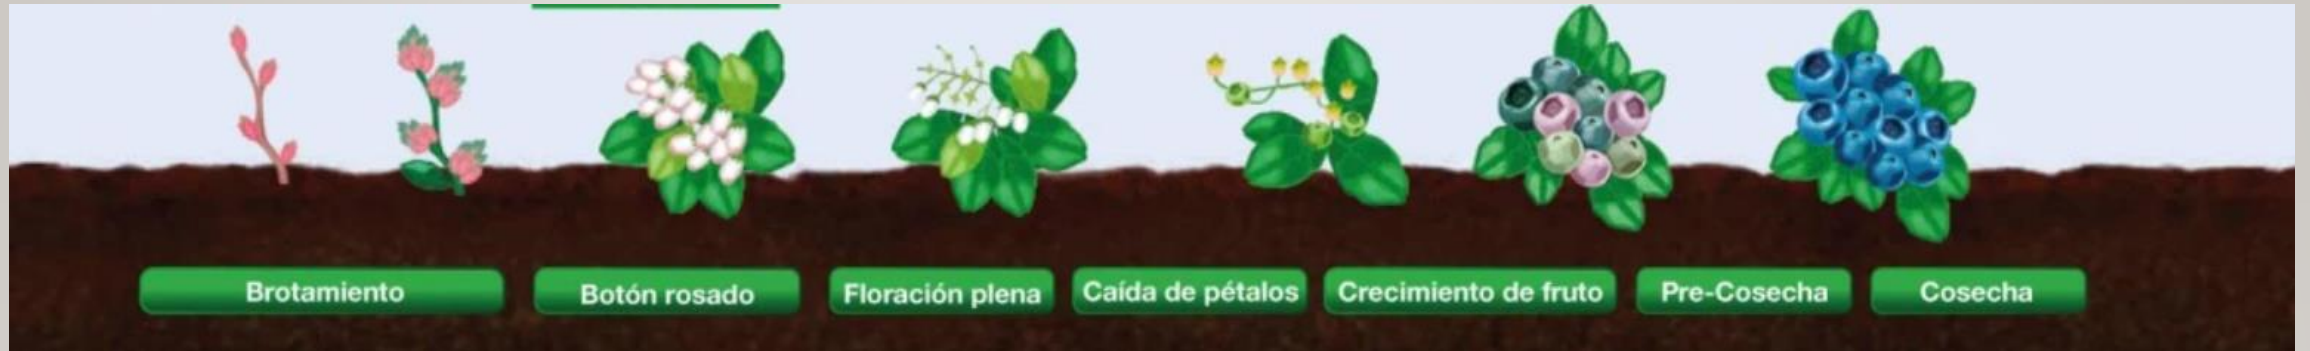 Brotamiento
Botón rosado
Floración plena
Caída de pétalos
Crecimiento de fruto
Pre-Cosecha
Cosecha